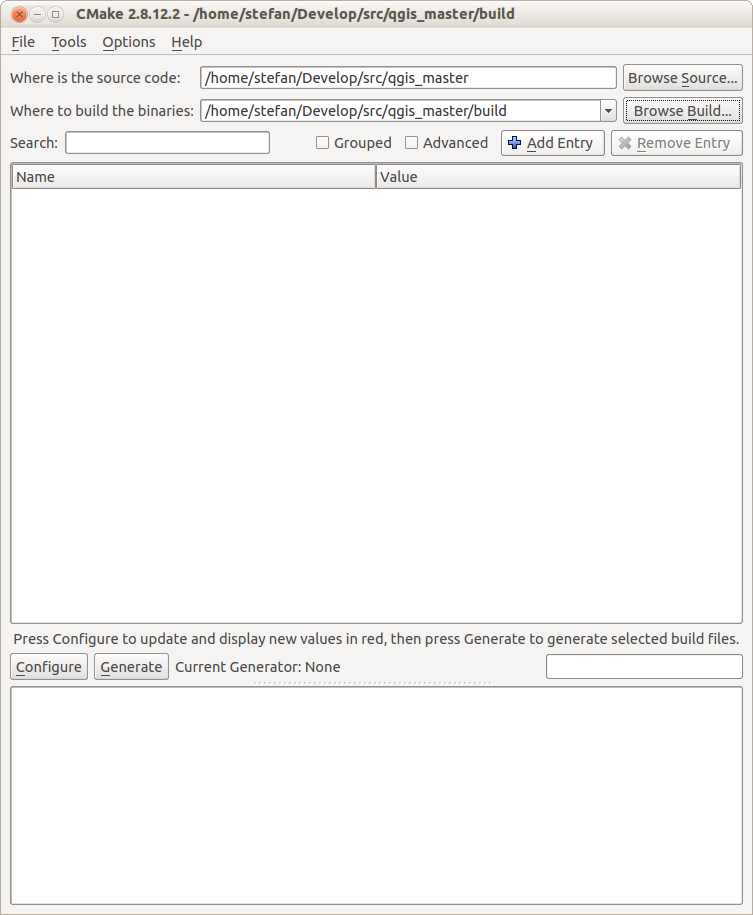 CMake 2.8.12.2 - /home/stefan/Develop/src/qgis_master/build
File Tools Options Help
Where is the source code: /home/stefan/Develop/src/qgis_master Browse Source...
Where to build the binaries: /home/stefan/Develop/src/qgis_master/build Browse Build...
Search: Grouped Advanced Add Entry Remove Entry
Name Value
Press Configure to update and display new values in red, then press Generate to generate selected build files.
Configure Generate Current Generator: None